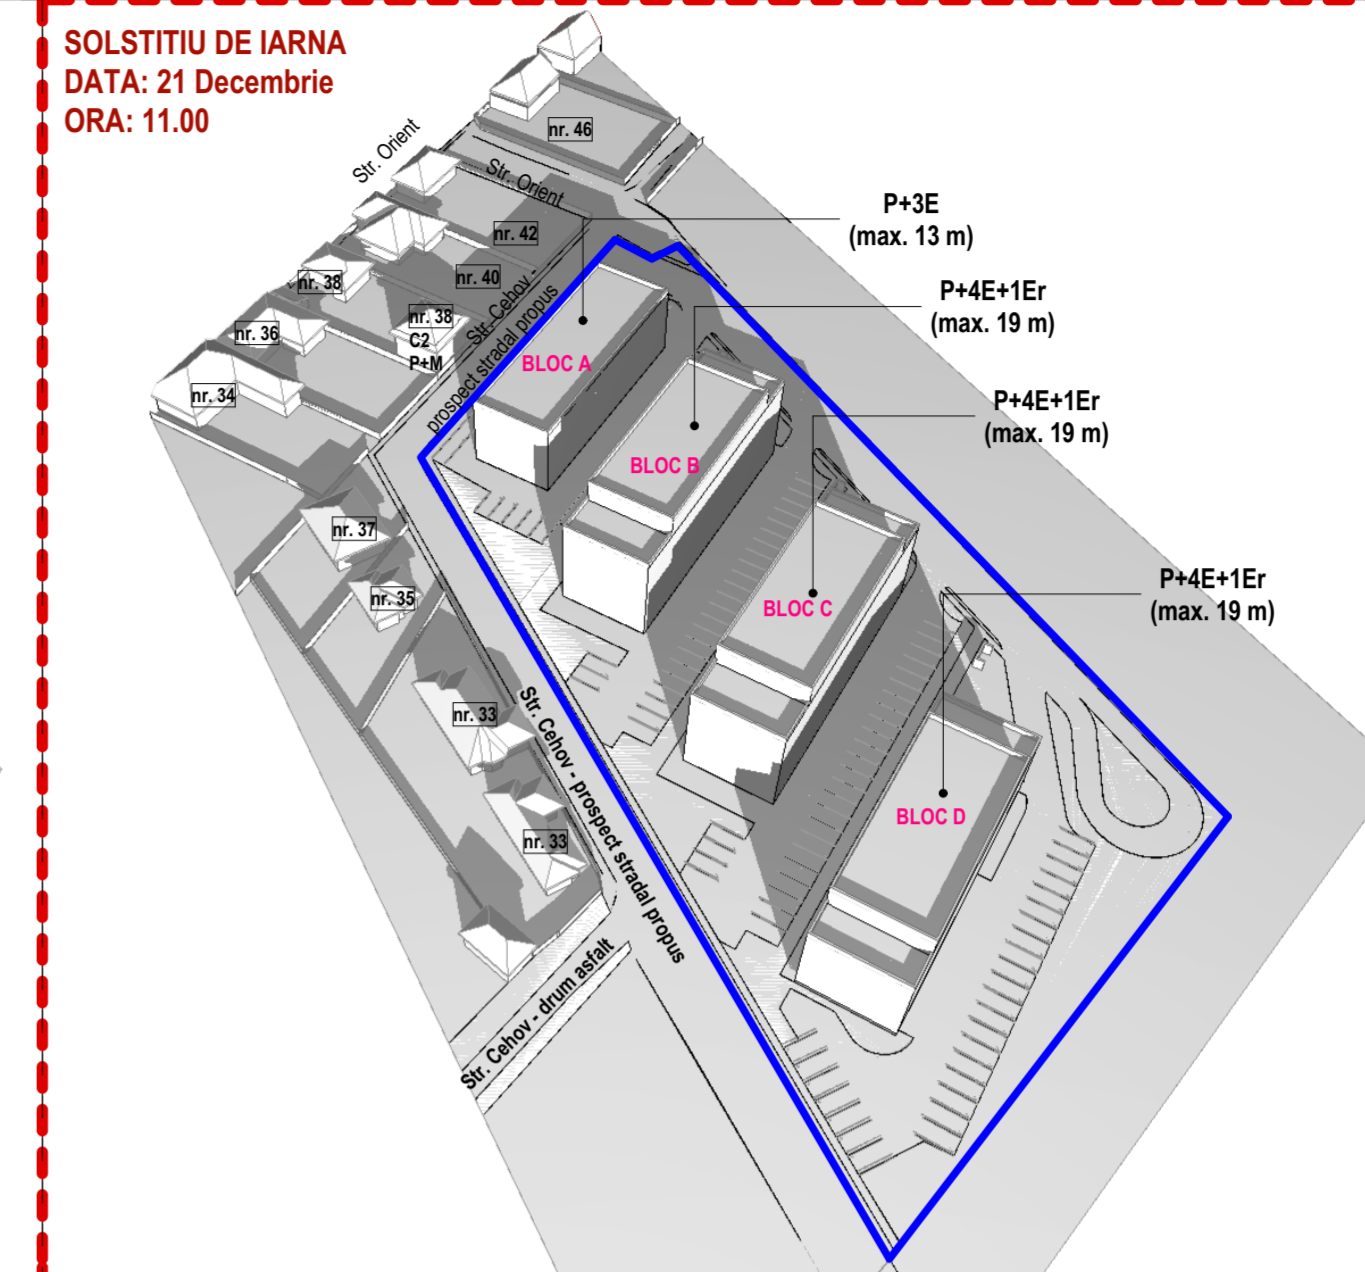 SOLSTITIU DE IARNA
DATA: 21 Decembrie
ORA: 11.00
Str. Orient
Str. Orient
nr. 46
nr. 42
nr. 40
nr. 38
nr. 38
C2
P+M
nr. 36
nr. 34
Str. Cehov -
prospect stradal propus
P+3E
(max. 13 m)
P+4E+1Er
(max. 19 m)
P+4E+1Er
(max. 19 m)
P+4E+1Er
(max. 19 m)
BLOC A
BLOC B
BLOC C
BLOC D
nr. 37
nr. 35
nr. 33
nr. 33
Str. Cehov - prospect stradal propus
Str. Cehov - drum asfalt